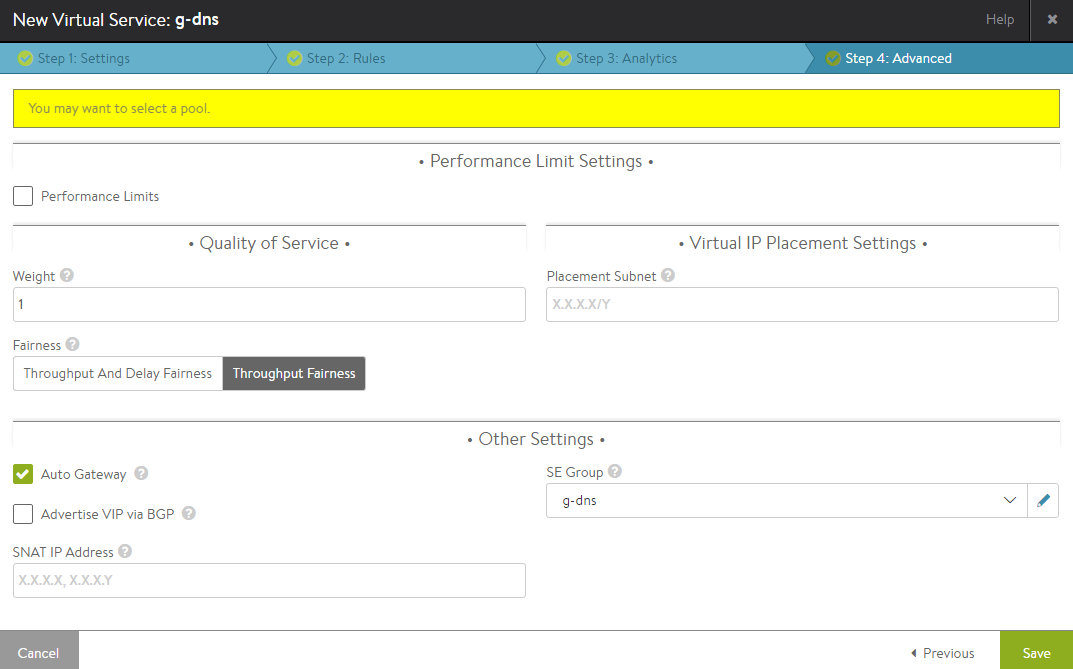 New Virtual Service: g-dns
Help
Step 1: Settings
Step 2: Rules
Step 3: Analytics
Step 4: Advanced
You may want to select a pool.
• Performance Limit Settings •
Performance Limits
• Quality of Service •
• Virtual IP Placement Settings •
Weight ?
Placement Subnet ?
1
X.X.X.X/Y
Fairness ?
Throughput And Delay Fairness
Throughput Fairness
• Other Settings •
Auto Gateway ?
SE Group ?
g-dns
Advertise VIP via BGP ?
SNAT IP Address ?
X.X.X.X, X.X.X.Y
Cancel
Previous
Save